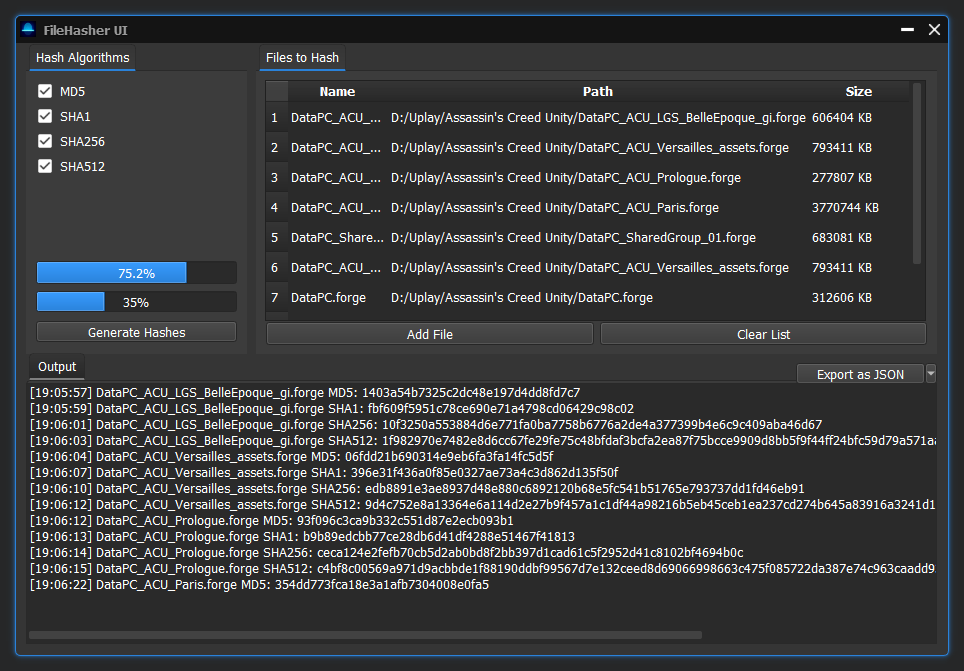 FileHasher UI
Hash Algorithms
MD5
SHA1
SHA256
SHA512
75.2%
35%
Generate Hashes
Files to Hash
Name Path Size
1 DataPC_ACU_... D:/Uplay/Assassin's Creed Unity/DataPC_ACU_LGS_BelleEpoque_gi.forge 606404 KB
2 DataPC_ACU_... D:/Uplay/Assassin's Creed Unity/DataPC_ACU_Versailles_assets.forge 793411 KB
3 DataPC_ACU_... D:/Uplay/Assassin's Creed Unity/DataPC_ACU_Prologue.forge 277807 KB
4 DataPC_ACU_... D:/Uplay/Assassin's Creed Unity/DataPC_ACU_Paris.forge 3770744 KB
5 DataPC_Share... D:/Uplay/Assassin's Creed Unity/DataPC_SharedGroup_01.forge 683081 KB
6 DataPC_ACU_... D:/Uplay/Assassin's Creed Unity/DataPC_ACU_Versailles_assets.forge 793411 KB
7 DataPC.forge D:/Uplay/Assassin's Creed Unity/DataPC.forge 312606 KB
Add File
Clear List
Output
Export as JSON
[19:05:57] DataPC_ACU_LGS_BelleEpoque_gi.forge MD5: 1403a54b7325c2dc48e197d4dd8fd7c7
[19:05:59] DataPC_ACU_LGS_BelleEpoque_gi.forge SHA1: fbf609f5951c78ce690e71a4798cd06429c98c02
[19:06:01] DataPC_ACU_LGS_BelleEpoque_gi.forge SHA256: 10f3250a553884d6e771fa0ba7758b6776a2de4a377399b4e6c9c409aba46d67
[19:06:03] DataPC_ACU_LGS_BelleEpoque_gi.forge SHA512: 1f982970e7482e8d6cc67fe29fe75c48bfdaf3bcfa2ea87f75bcce9909d8bb5f9f44ff24bfc59d79a571aa
[19:06:04] DataPC_ACU_Versailles_assets.forge MD5: 06fdd21b690314e9eb6fa3fa14fc5d5f
[19:06:07] DataPC_ACU_Versailles_assets.forge SHA1: 396e31f436a0f85e0327ae73a4c3d862d135f50f
[19:06:10] DataPC_ACU_Versailles_assets.forge SHA256: edb8891e3ae8937d48e880c6892120b68e5fc541b51765e793737dd1fd46eb91
[19:06:12] DataPC_ACU_Versailles_assets.forge SHA512: 9d4c752e8a13364e6a114d2e27b9f457a1c1df44a98216b5eb45ceb1ea237cd274b645a83916a3241d1
[19:06:12] DataPC_ACU_Prologue.forge MD5: 93f096c3ca9b332c551d87e2ecb093b1
[19:06:13] DataPC_ACU_Prologue.forge SHA1: b9b89edcbb77ce28db6d41df4288e51467f41813
[19:06:14] DataPC_ACU_Prologue.forge SHA256: ceca124e2fefb70cb5d2ab0bd8f2bb397d1cad61c5f2952d41c8102bf4694b0c
[19:06:15] DataPC_ACU_Prologue.forge SHA512: c4bf8c00569a971d9acbbde1f88190ddbf99567d7e132ceed8d69066998663c475f085722da387e74c963caadd9
[19:06:22] DataPC_ACU_Paris.forge MD5: 354dd773fca18e3a1afb7304008e0fa5